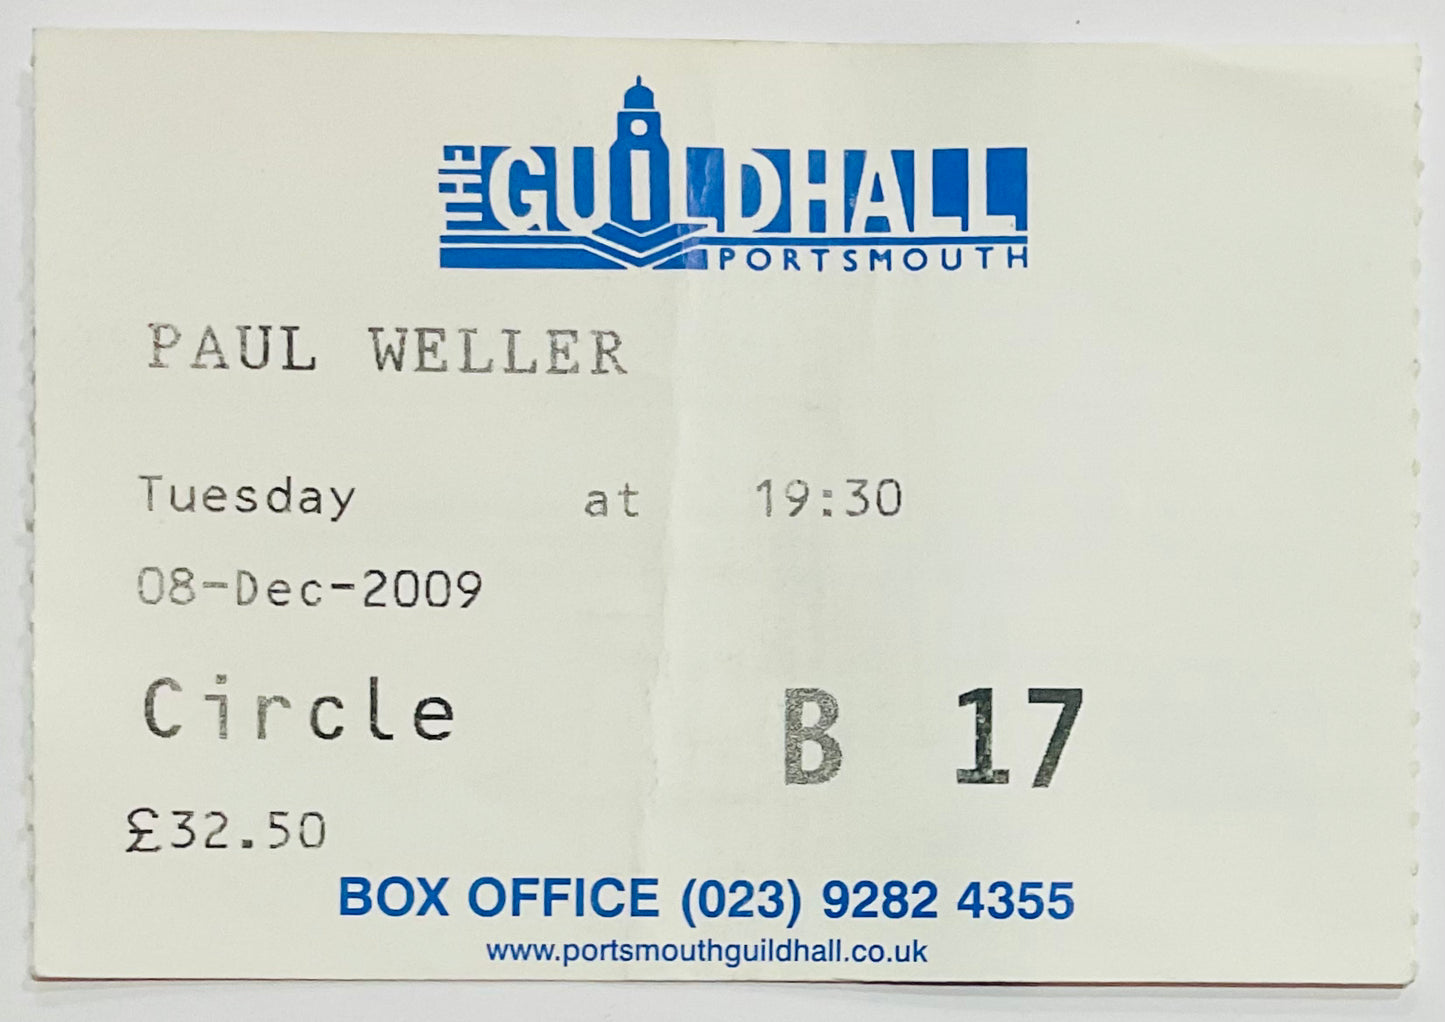 THE GUILDHALL
PORTSMOUTH
PAUL WELLER
Tuesday at 19:30
08-Dec-2009
Circle B 17
£32.50
BOX OFFICE (023) 9282 4355
www.portsmouthguildhall.co.uk